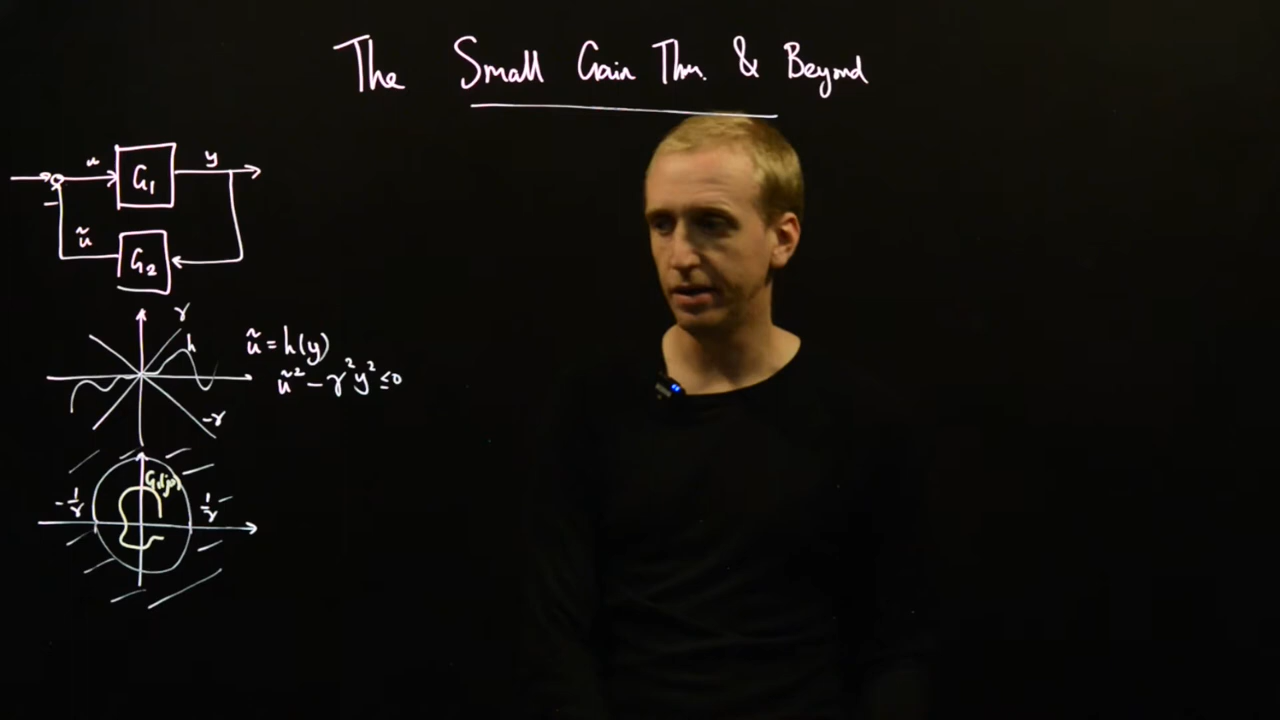 The Small Gain Thm. & Beyond
u
G₁
y
−
ũ
G₂
γ
h
ũ = h(y)
ũ² − γ²y² ≤ 0
−γ
G₁(jω)
−1/γ
1/γ